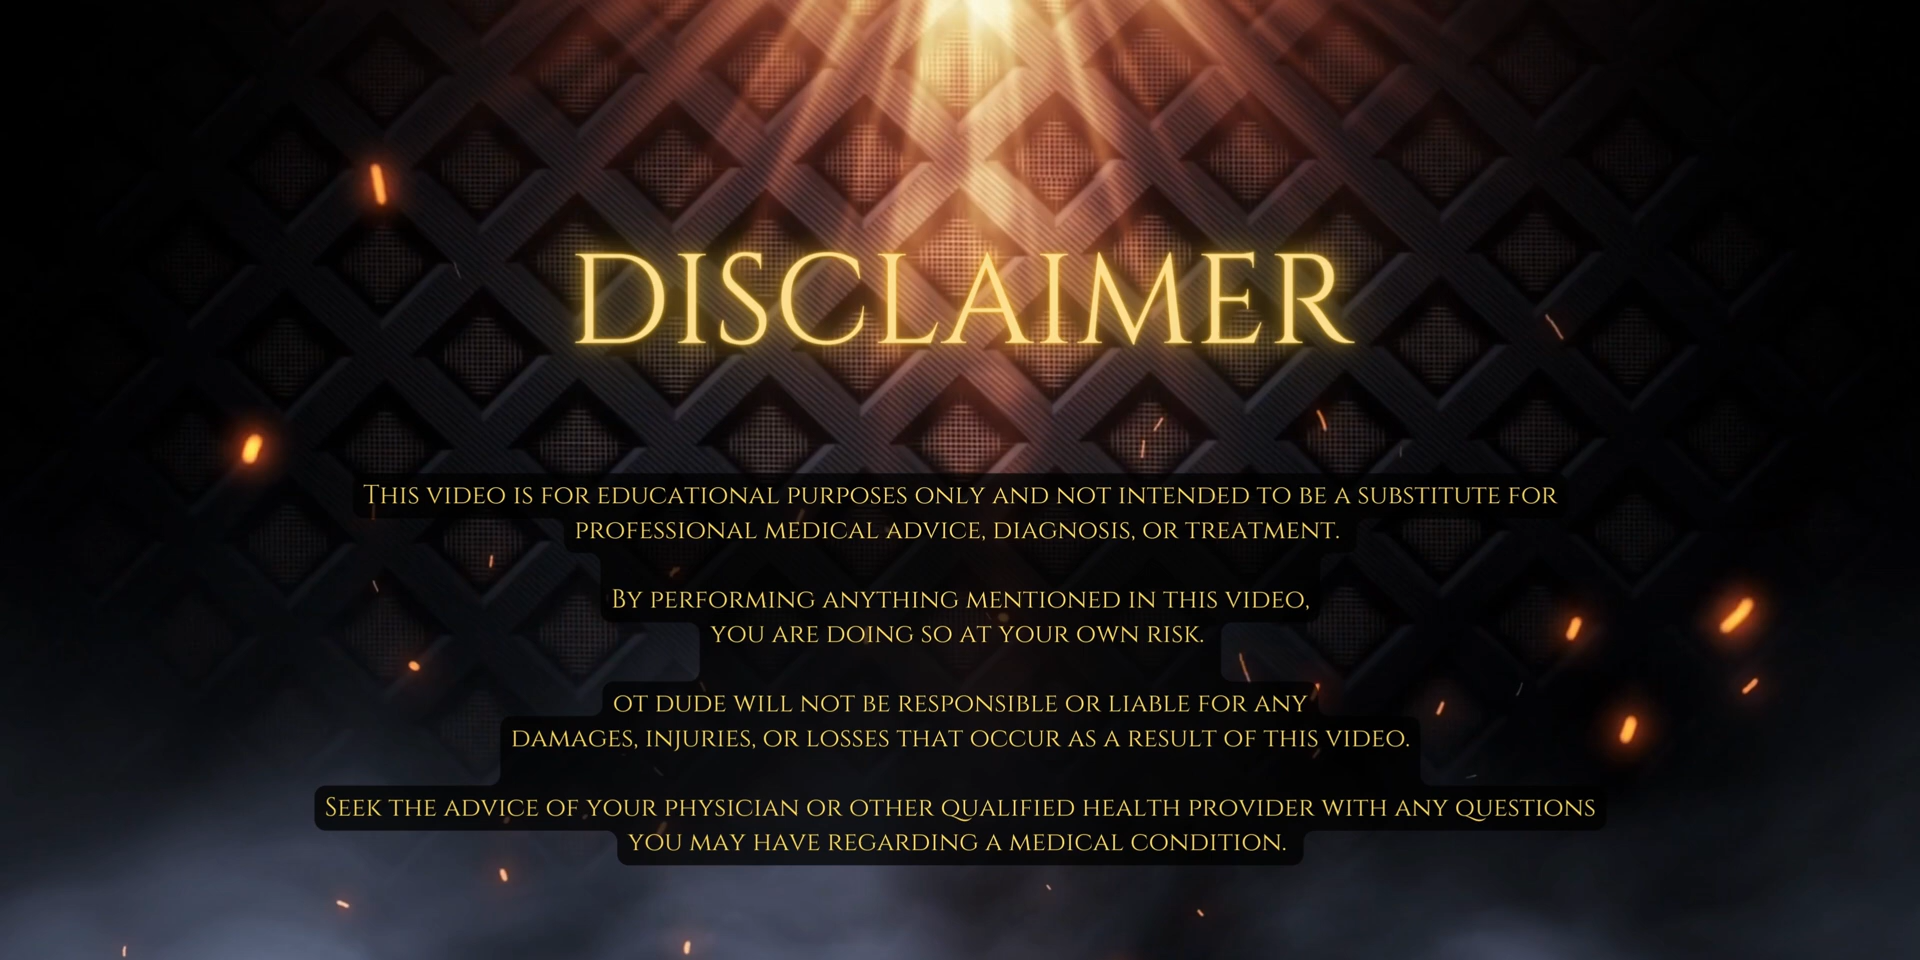 DISCLAIMER
This video is for educational purposes only and not intended to be a substitute for
professional medical advice, diagnosis, or treatment.
By performing anything mentioned in this video,
you are doing so at your own risk.
OT Dude will not be responsible or liable for any
damages, injuries, or losses that occur as a result of this video.
Seek the advice of your physician or other qualified health provider with any questions
you may have regarding a medical condition.